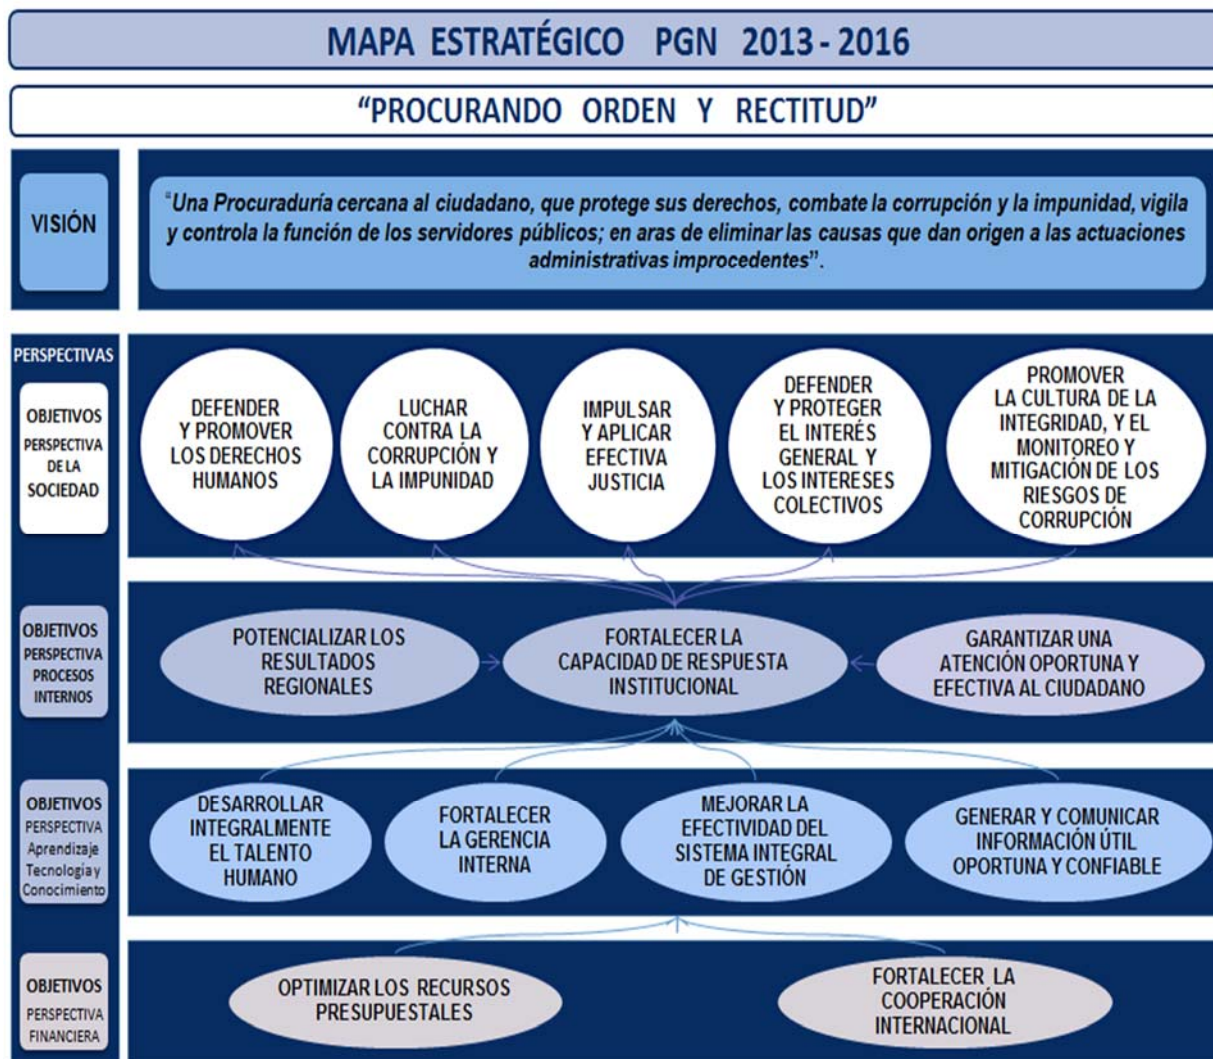 MAPA ESTRATÉGICO PGN 2013 - 2016
“PROCURANDO ORDEN Y RECTITUD”
VISIÓN
“Una Procuraduría cercana al ciudadano, que protege sus derechos, combate la corrupción y la impunidad, vigila
y controla la función de los servidores públicos; en aras de eliminar las causas que dan origen a las actuaciones
administrativas improcedentes”.
PERSPECTIVAS
OBJETIVOS
PERSPECTIVA
DE LA
SOCIEDAD
DEFENDER
Y PROMOVER
LOS DERECHOS
HUMANOS
LUCHAR
CONTRA LA
CORRUPCIÓN Y
LA IMPUNIDAD
IMPULSAR
Y APLICAR
EFECTIVA
JUSTICIA
DEFENDER
Y PROTEGER
EL INTERÉS
GENERAL Y
LOS INTERESES
COLECTIVOS
PROMOVER
LA CULTURA DE LA
INTEGRIDAD, Y EL
MONITOREO Y
MITIGACIÓN DE LOS
RIESGOS DE
CORRUPCIÓN
OBJETIVOS
PERSPECTIVA
PROCESOS
INTERNOS
POTENCIALIZAR LOS
RESULTADOS
REGIONALES
FORTALECER LA
CAPACIDAD DE RESPUESTA
INSTITUCIONAL
GARANTIZAR UNA
ATENCIÓN OPORTUNA Y
EFECTIVA AL CIUDADANO
OBJETIVOS
PERSPECTIVA
Aprendizaje
Tecnología y
Conocimiento
DESARROLLAR
INTEGRALMENTE
EL TALENTO
HUMANO
FORTALECER
LA GERENCIA
INTERNA
MEJORAR LA
EFECTIVIDAD DEL
SISTEMA INTEGRAL
DE GESTIÓN
GENERAR Y COMUNICAR
INFORMACIÓN ÚTIL
OPORTUNA Y CONFIABLE
OBJETIVOS
PERSPECTIVA
FINANCIERA
OPTIMIZAR LOS RECURSOS
PRESUPUESTALES
FORTALECER LA
COOPERACIÓN
INTERNACIONAL